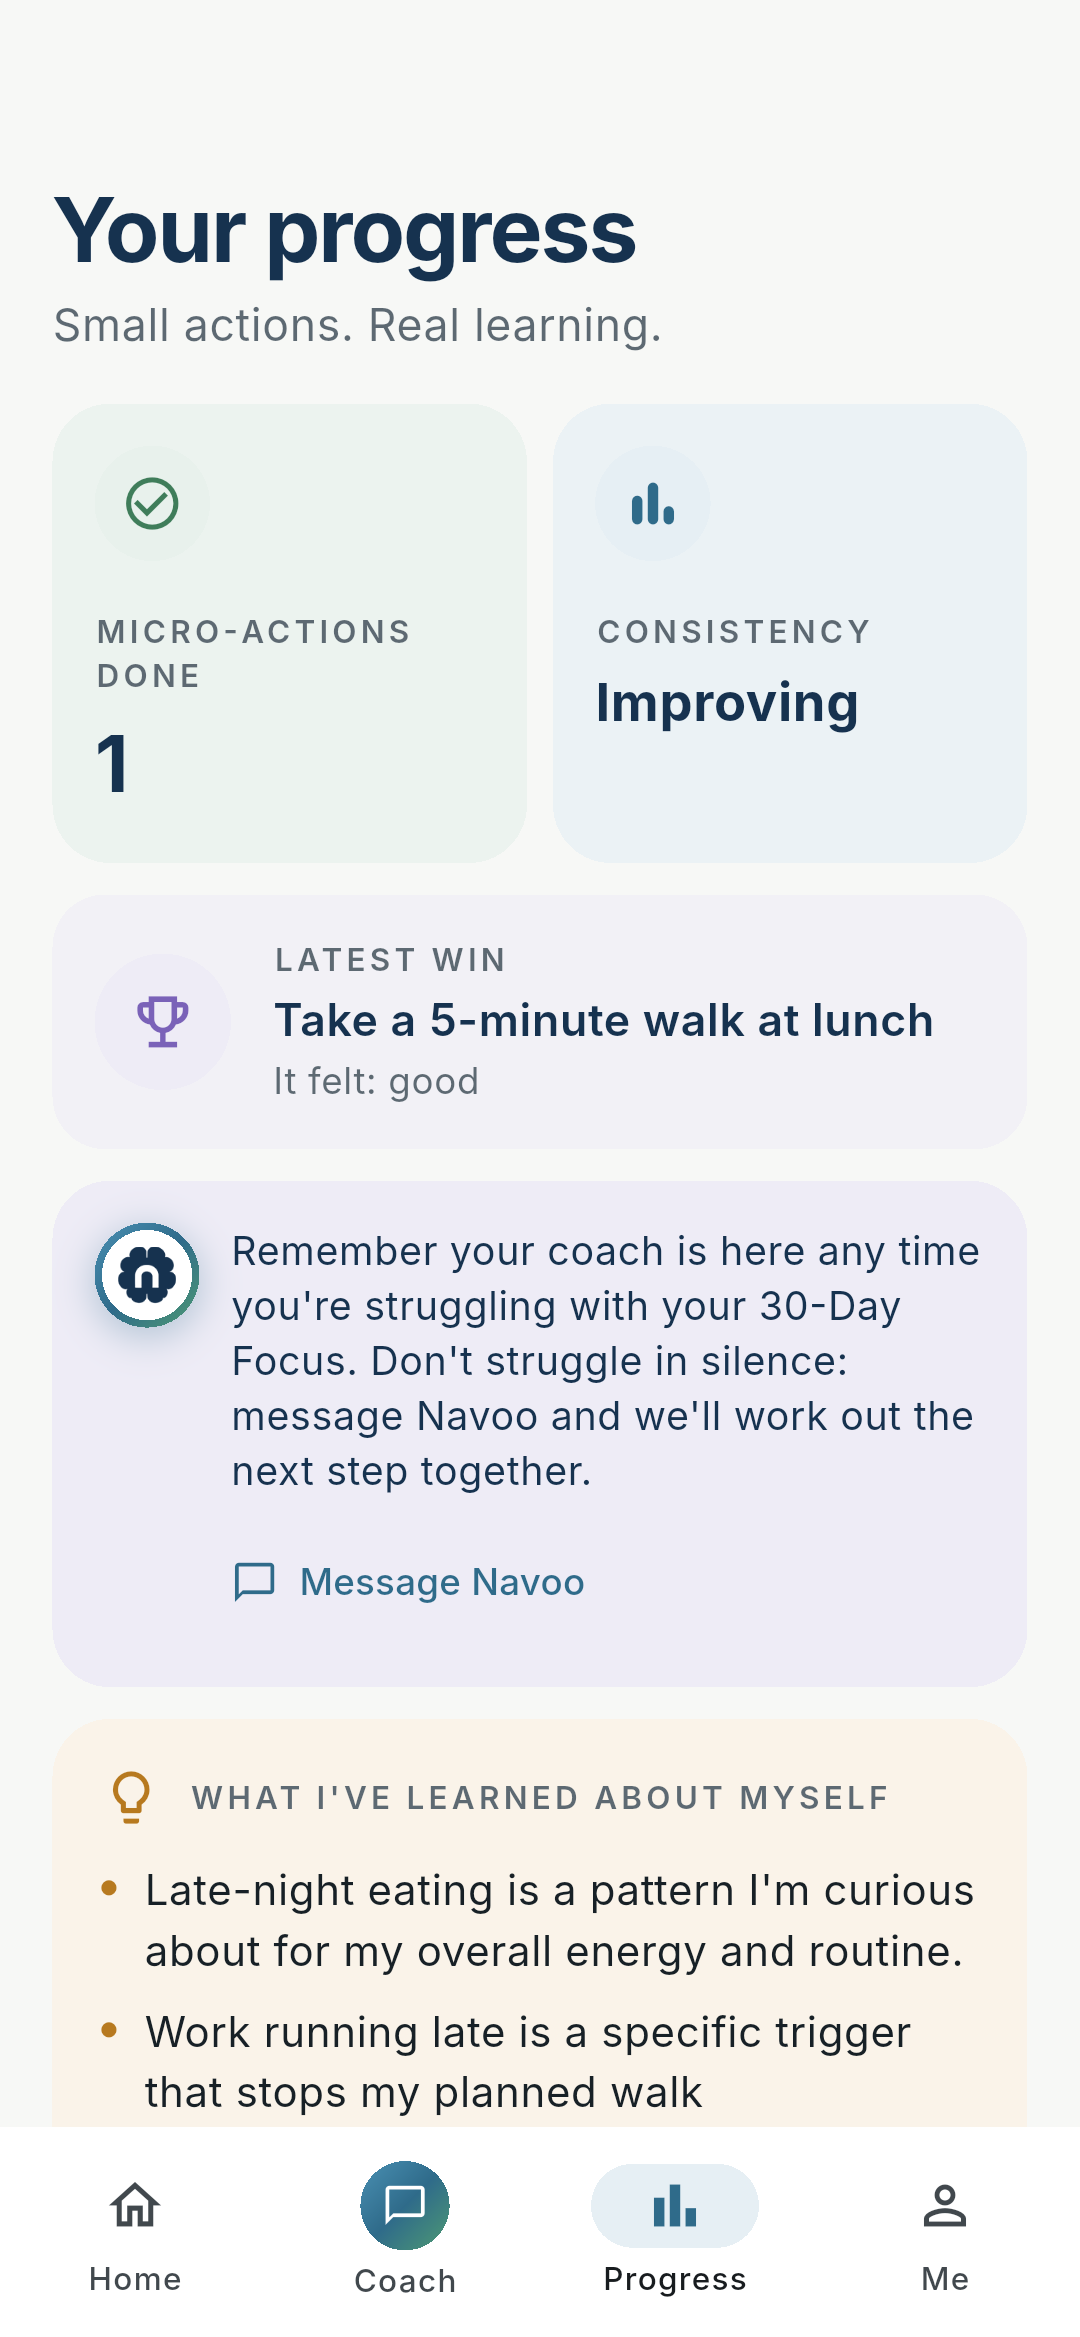 Your progress
Small actions. Real learning.
MICRO-ACTIONS
DONE
1
CONSISTENCY
Improving
LATEST WIN
Take a 5-minute walk at lunch
It felt: good
Remember your coach is here any time
you're struggling with your 30-Day
Focus. Don't struggle in silence:
message Navoo and we'll work out the
next step together.
Message Navoo
WHAT I'VE LEARNED ABOUT MYSELF
Late-night eating is a pattern I'm curious
about for my overall energy and routine.
Work running late is a specific trigger
that stops my planned walk
Home
Coach
Progress
Me